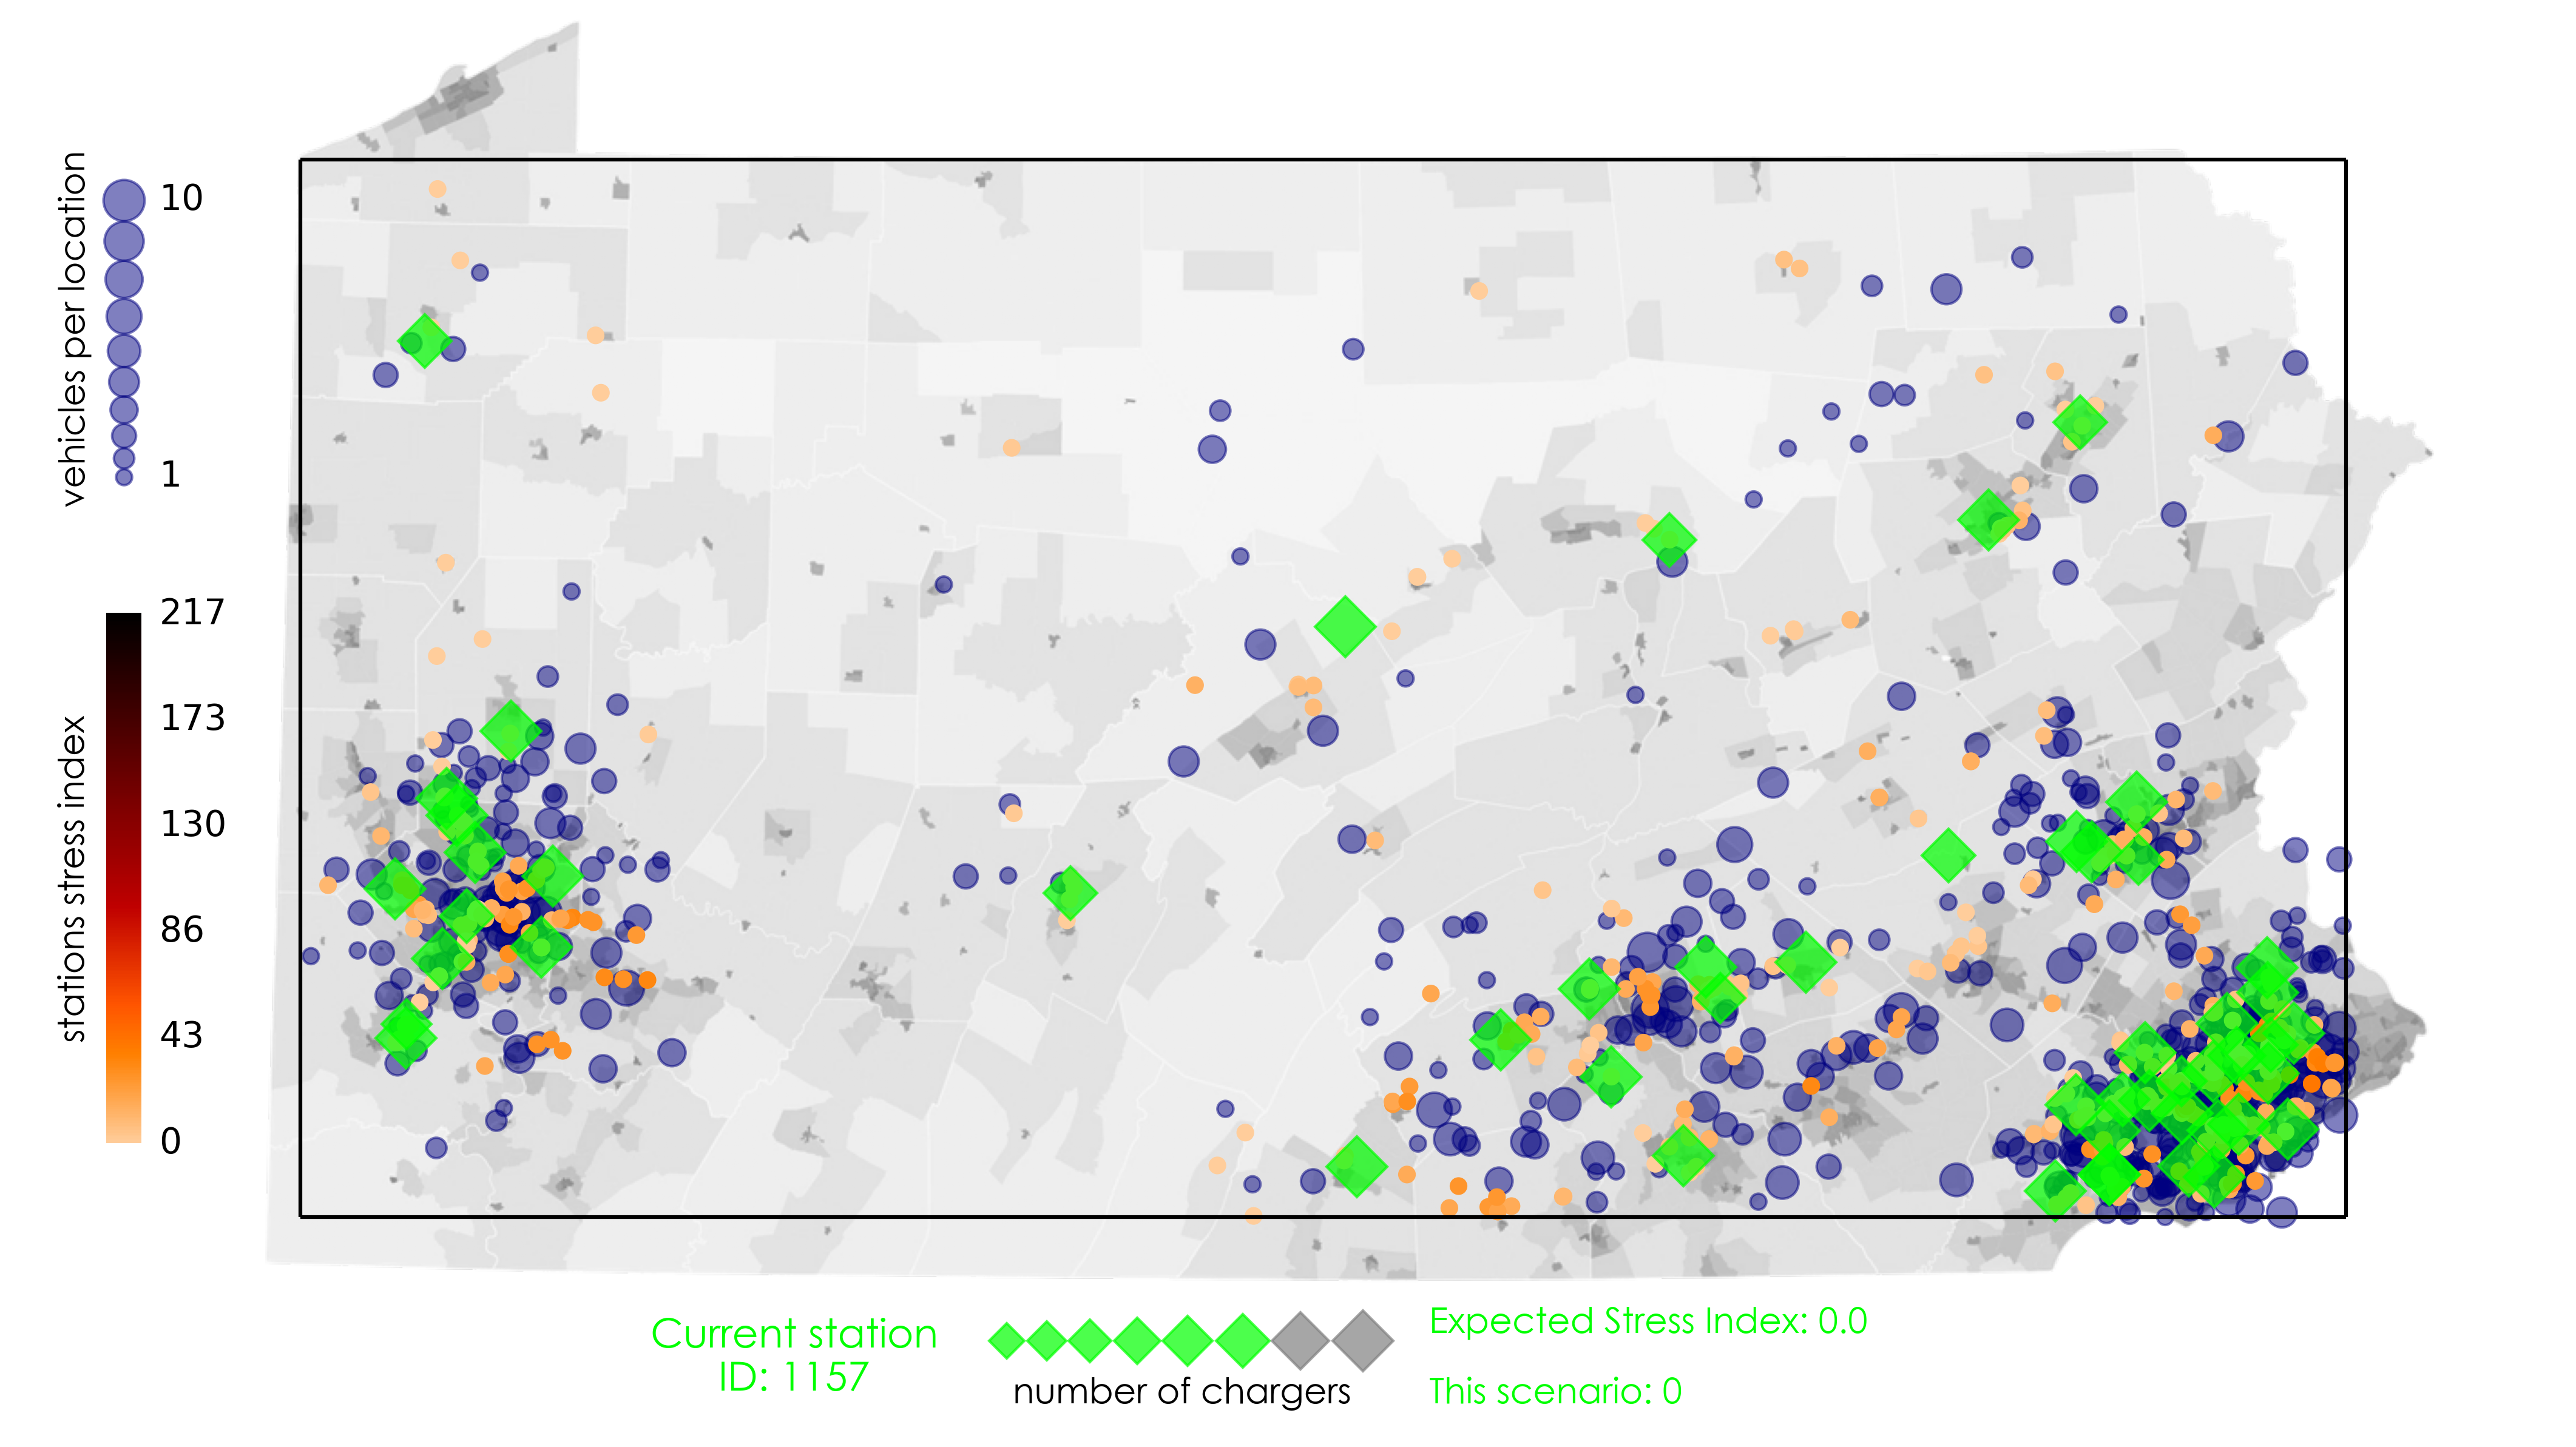 vehicles per location
10
1
stations stress index
217
173
130
86
43
0
Current station
ID: 1157
number of chargers
Expected Stress Index: 0.0
This scenario: 0